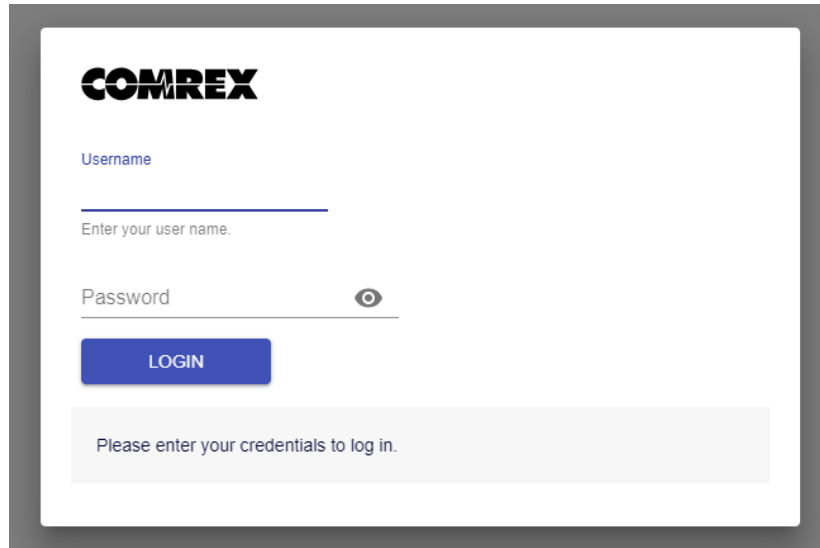 COMREX
Username
Enter your user name.
Password
LOGIN
Please enter your credentials to log in.